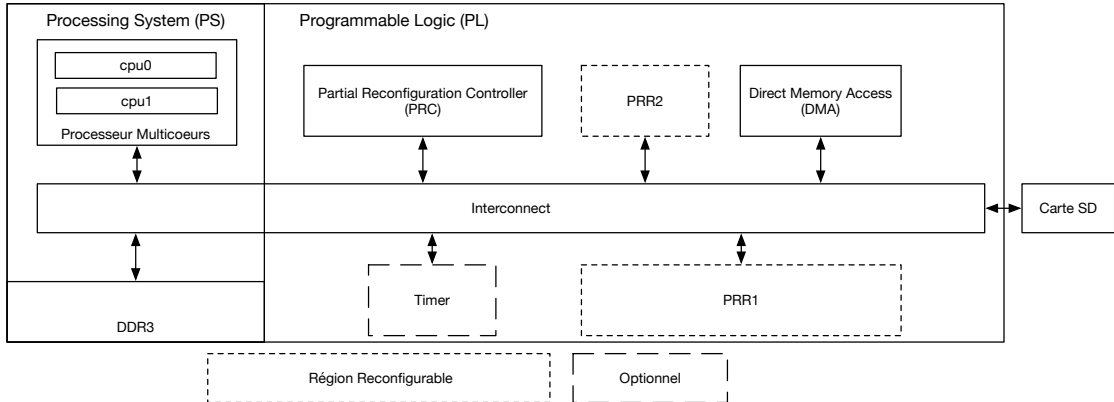 Processing System (PS)
Programmable Logic (PL)
cpu0
cpu1
Processeur Multicoeurs
Partial Reconfiguration Controller
(PRC)
PRR2
Direct Memory Access
(DMA)
Interconnect
Carte SD
DDR3
Timer
PRR1
Région Reconfigurable
Optionnel